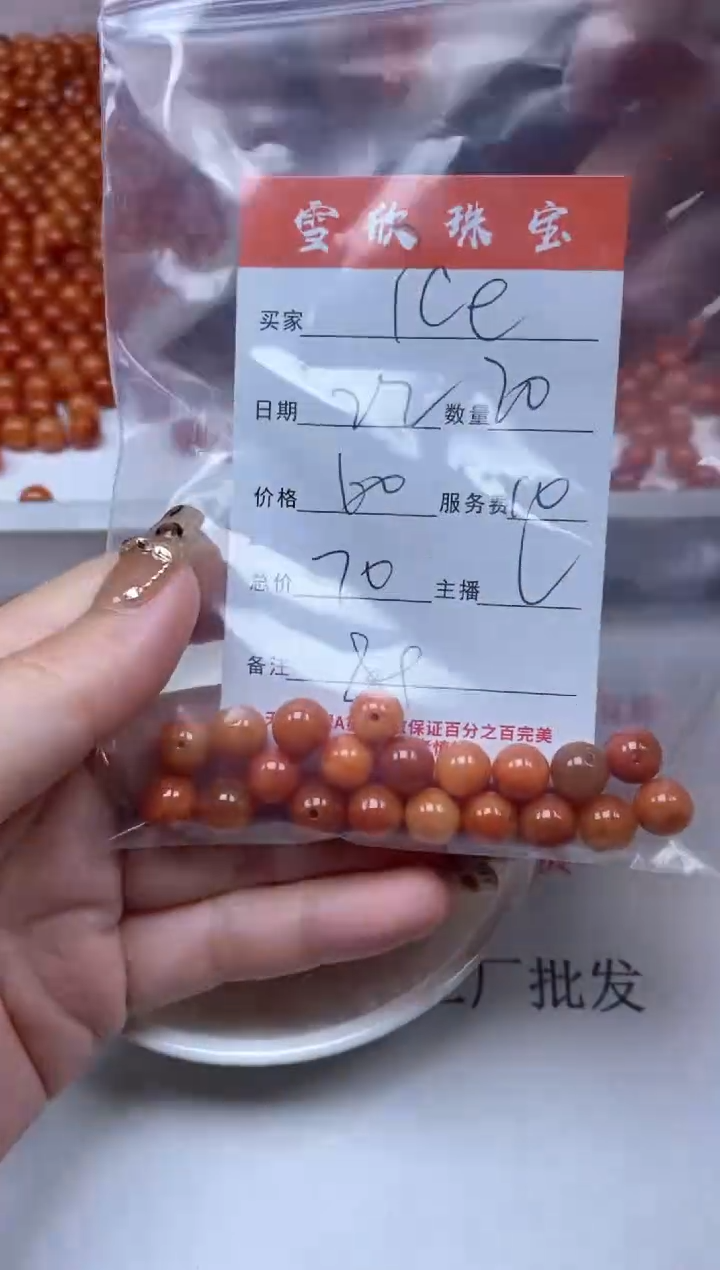 雪欣珠宝
买家 Ice
日期 27/ 数量 20
价格 60 服务费 10
总价 70 主播 L
备注
保证百分之百完美
厂批发